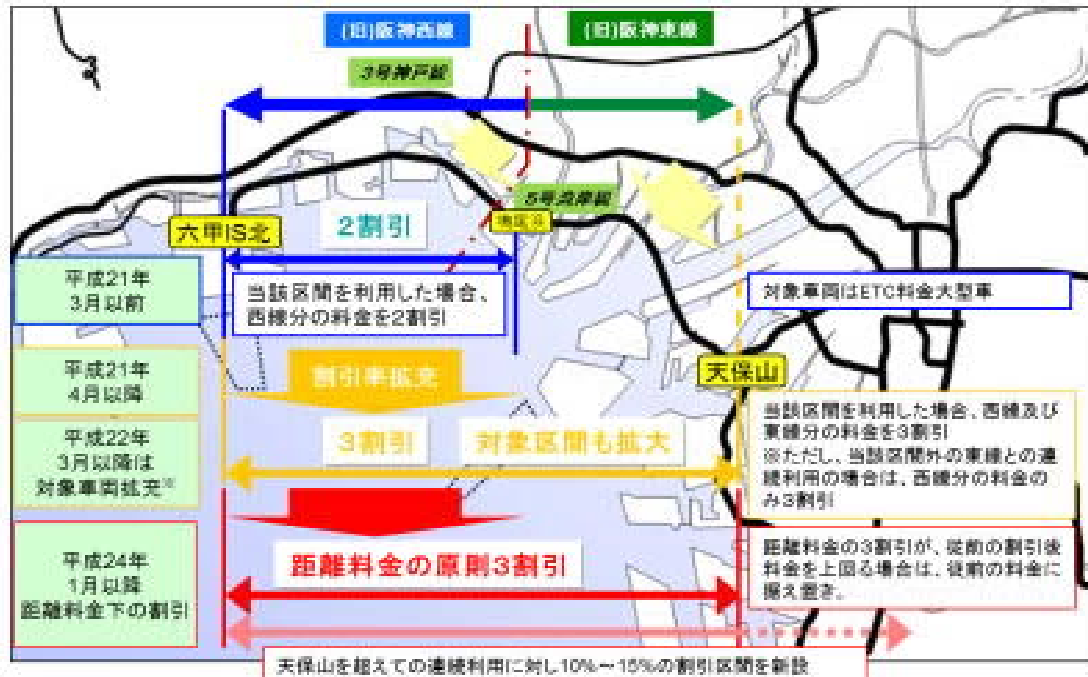 (旧)阪神西線
(旧)阪神東線
3号神戸線
5号湾岸線
六甲IS北
2割引
平成21年
3月以前
当該区間を利用した場合、
西線分の料金を2割引
対象車両はETC料金大型車
平成21年
4月以降
割引率拡充
天保山
平成22年
3月以降は
対象車両拡充※
3割引
対象区間も拡大
当該区間を利用した場合、西線及び
東線分の料金を3割引
※ただし、当該区間外の東線との連
続利用の場合は、西線分の料金の
み3割引
平成24年
1月以降
距離料金下の割引
距離料金の原則3割引
距離料金の3割引が、従前の割引後
料金を上回る場合は、従前の料金に
据え置き。
天保山を超えての連続利用に対し10%~15%の割引区間を新設